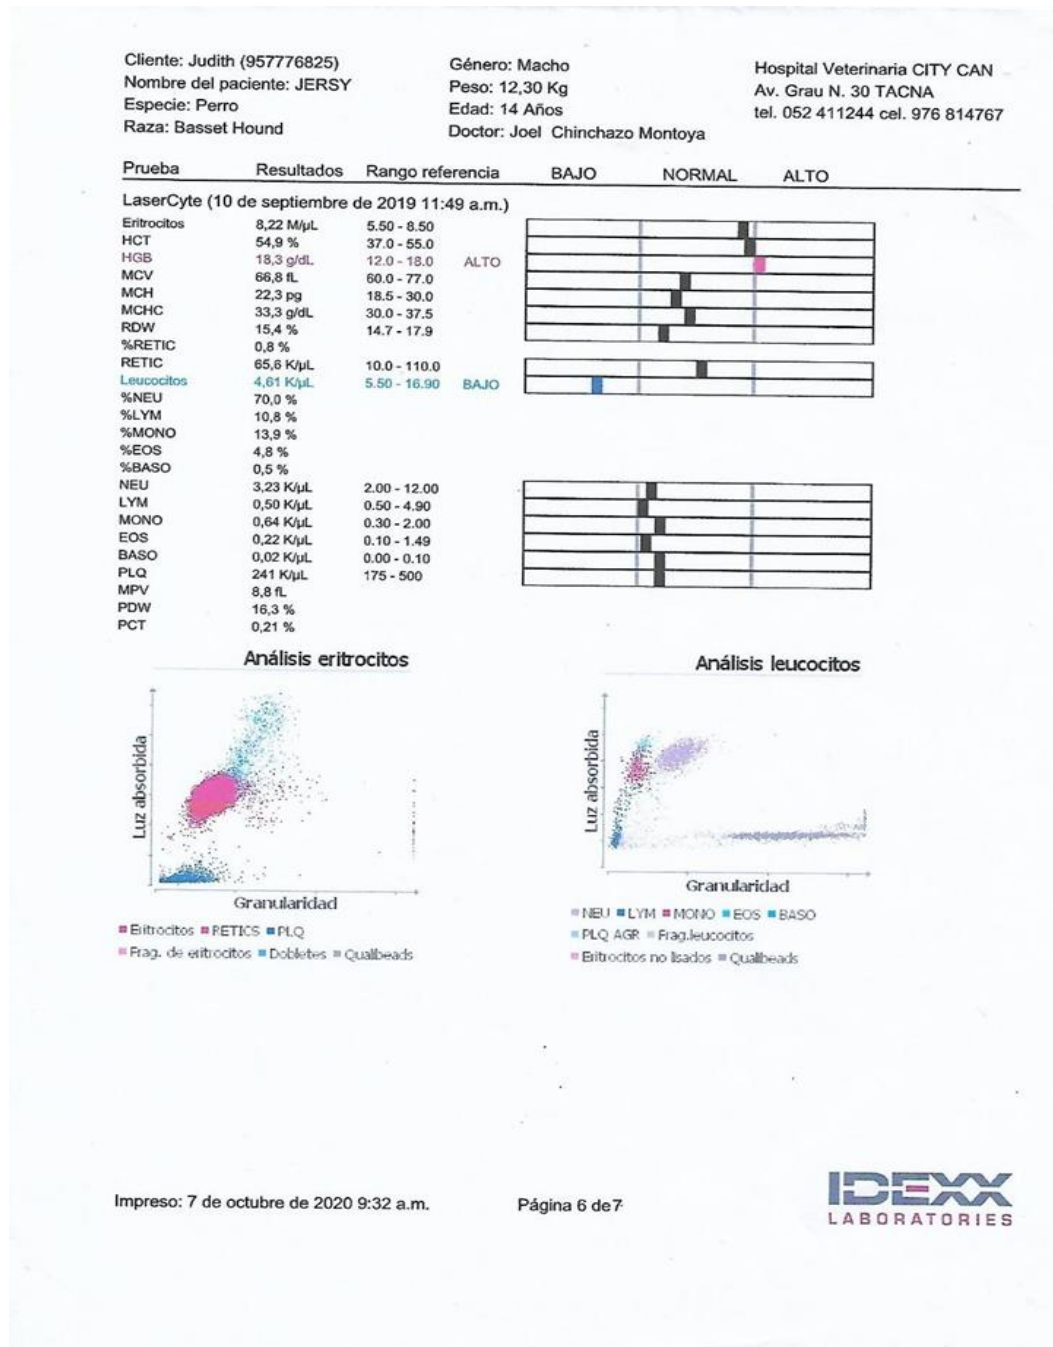 Cliente: Judith (957776825)
Nombre del paciente: JERSY
Especie: Perro
Raza: Basset Hound
Género: Macho
Peso: 12,30 Kg
Edad: 14 Años
Doctor: Joel Chinchazo Montoya
Hospital Veterinaria CITY CAN
Av. Grau N. 30 TACNA
tel. 052 411244 cel. 976 814767
Prueba Resultados Rango referencia BAJO NORMAL ALTO
LaserCyte (10 de septiembre de 2019 11:49 a.m.)
Eritrocitos 8,22 M/µL 5.50 - 8.50
HCT 54,9 % 37.0 - 55.0
HGB 18,3 g/dL 12.0 - 18.0 ALTO
MCV 66,8 fL 60.0 - 77.0
MCH 22,3 pg 18.5 - 30.0
MCHC 33,3 g/dL 30.0 - 37.5
RDW 15,4 % 14.7 - 17.9
%RETIC 0,8 %
RETIC 65,6 K/µL 10.0 - 110.0
Leucocitos 4,61 K/µL 5.50 - 16.90 BAJO
%NEU 70,0 %
%LYM 10,8 %
%MONO 13,9 %
%EOS 4,8 %
%BASO 0,5 %
NEU 3,23 K/µL 2.00 - 12.00
LYM 0,50 K/µL 0.50 - 4.90
MONO 0,64 K/µL 0.30 - 2.00
EOS 0,22 K/µL 0.10 - 1.49
BASO 0,02 K/µL 0.00 - 0.10
PLQ 241 K/µL 175 - 500
MPV 8,8 fL
PDW 16,3 %
PCT 0,21 %
Análisis eritrocitos
Luz absorbida
Granularidad
Eritrocitos RETICS PLQ
Frag. de eritrocitos Dobletes Qualibeads
Análisis leucocitos
Luz absorbida
Granularidad
NEU LYM MONO EOS BASO
PLQ AGR Frag.leucocitos
Eritrocitos no lisados Qualibeads
Impreso: 7 de octubre de 2020 9:32 a.m.
Página 6 de 7
IDEXX
LABORATORIES